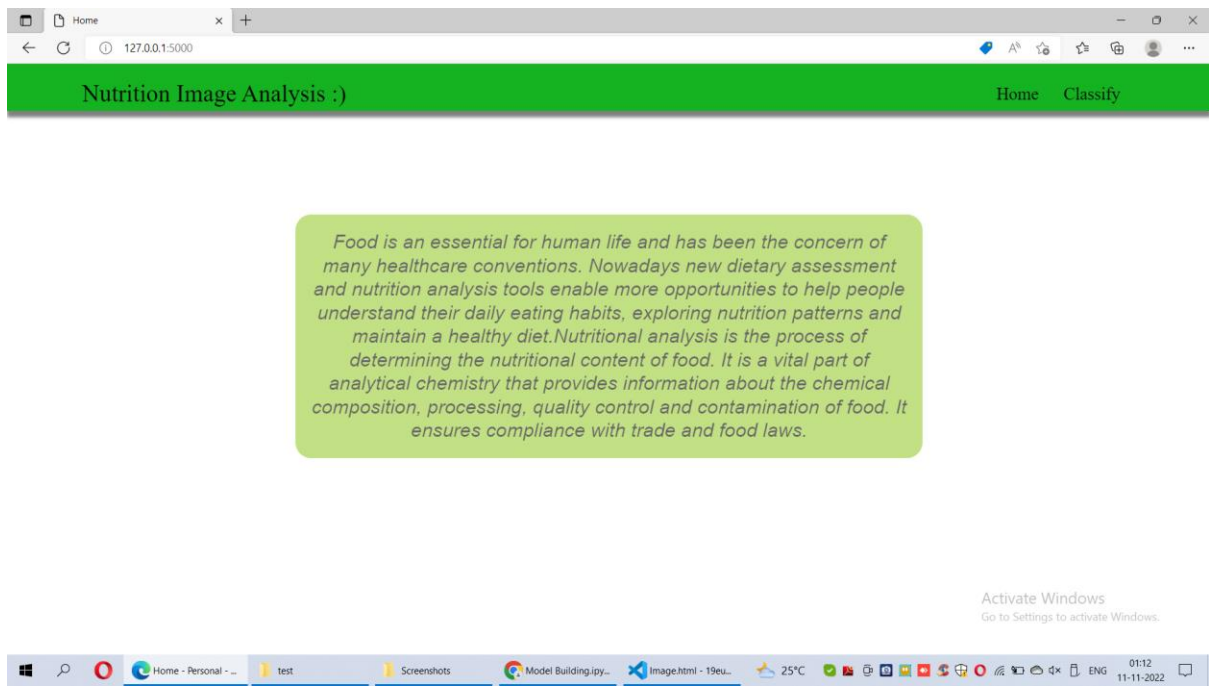 Home
127.0.0.1:5000
Nutrition Image Analysis :)
Home Classify
Food is an essential for human life and has been the concern of
many healthcare conventions. Nowadays new dietary assessment
and nutrition analysis tools enable more opportunities to help people
understand their daily eating habits, exploring nutrition patterns and
maintain a healthy diet.Nutritional analysis is the process of
determining the nutritional content of food. It is a vital part of
analytical chemistry that provides information about the chemical
composition, processing, quality control and contamination of food. It
ensures compliance with trade and food laws.
Activate Windows
Go to Settings to activate Windows.
Home - Personal - ... test Screenshots Model Building.ipy... Image.html - 19eu... 25°C ENG 01:12
11-11-2022